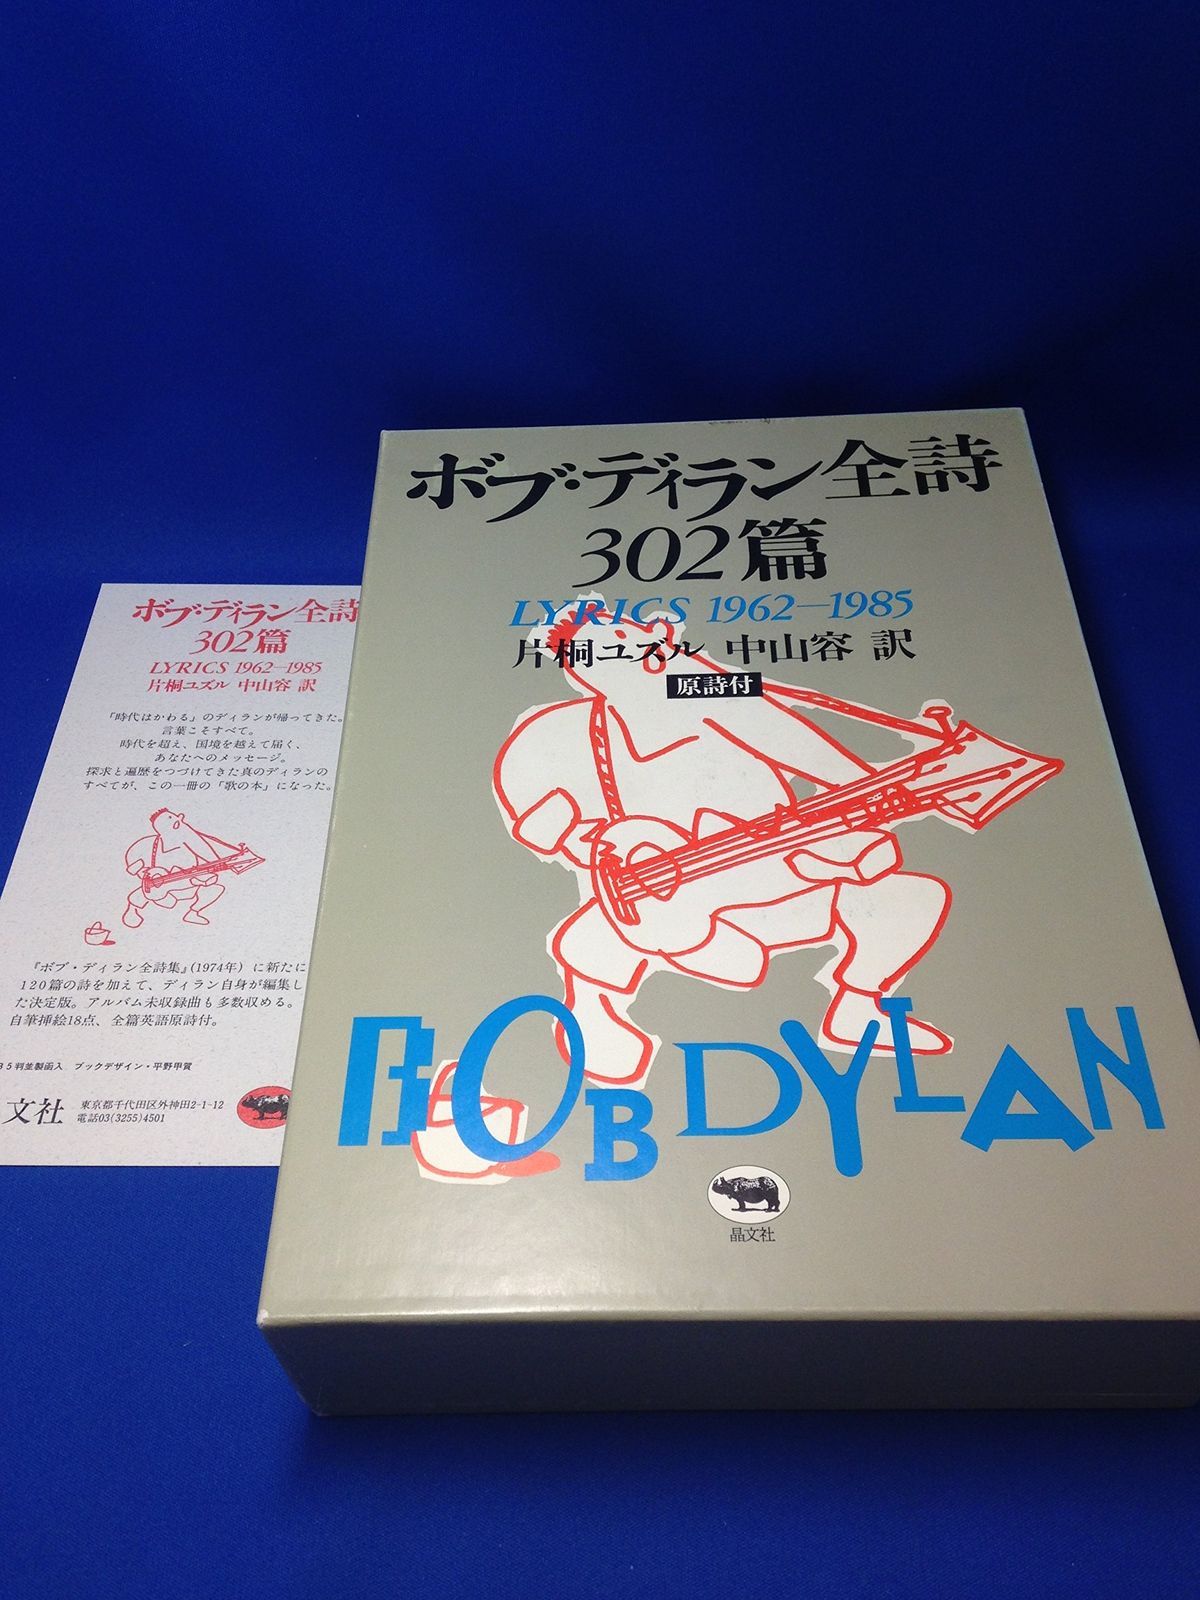 ボブ・ディラン全詩
302篇
LYRICS 1962—1985
片桐ユズル 中山容 訳
原詩付
BOB DYLAN
晶文社
ボブ・ディラン全詩
302篇
LYRICS 1962—1985
片桐ユズル 中山容 訳
「時代はかわる」のディランが帰ってきた。
言葉こそすべて。
時代を超え、国境を越えて届く、
あなたへのメッセージ。
探求と遍歴をつづけてきた真のディランの
すべてが、この一冊の「歌の本」になった。
『ボブ・ディラン全詩集』(1974年) に新たに
120篇の詩を加えて、ディラン自身が編集し
た決定版。アルバム未収録曲も多数収める。
自筆挿絵18点、全篇英語原詩付。
B5判並製函入 ブックデザイン・平野甲賀
文社 東京都千代田区外神田2-1-12
電話03(3255)4501